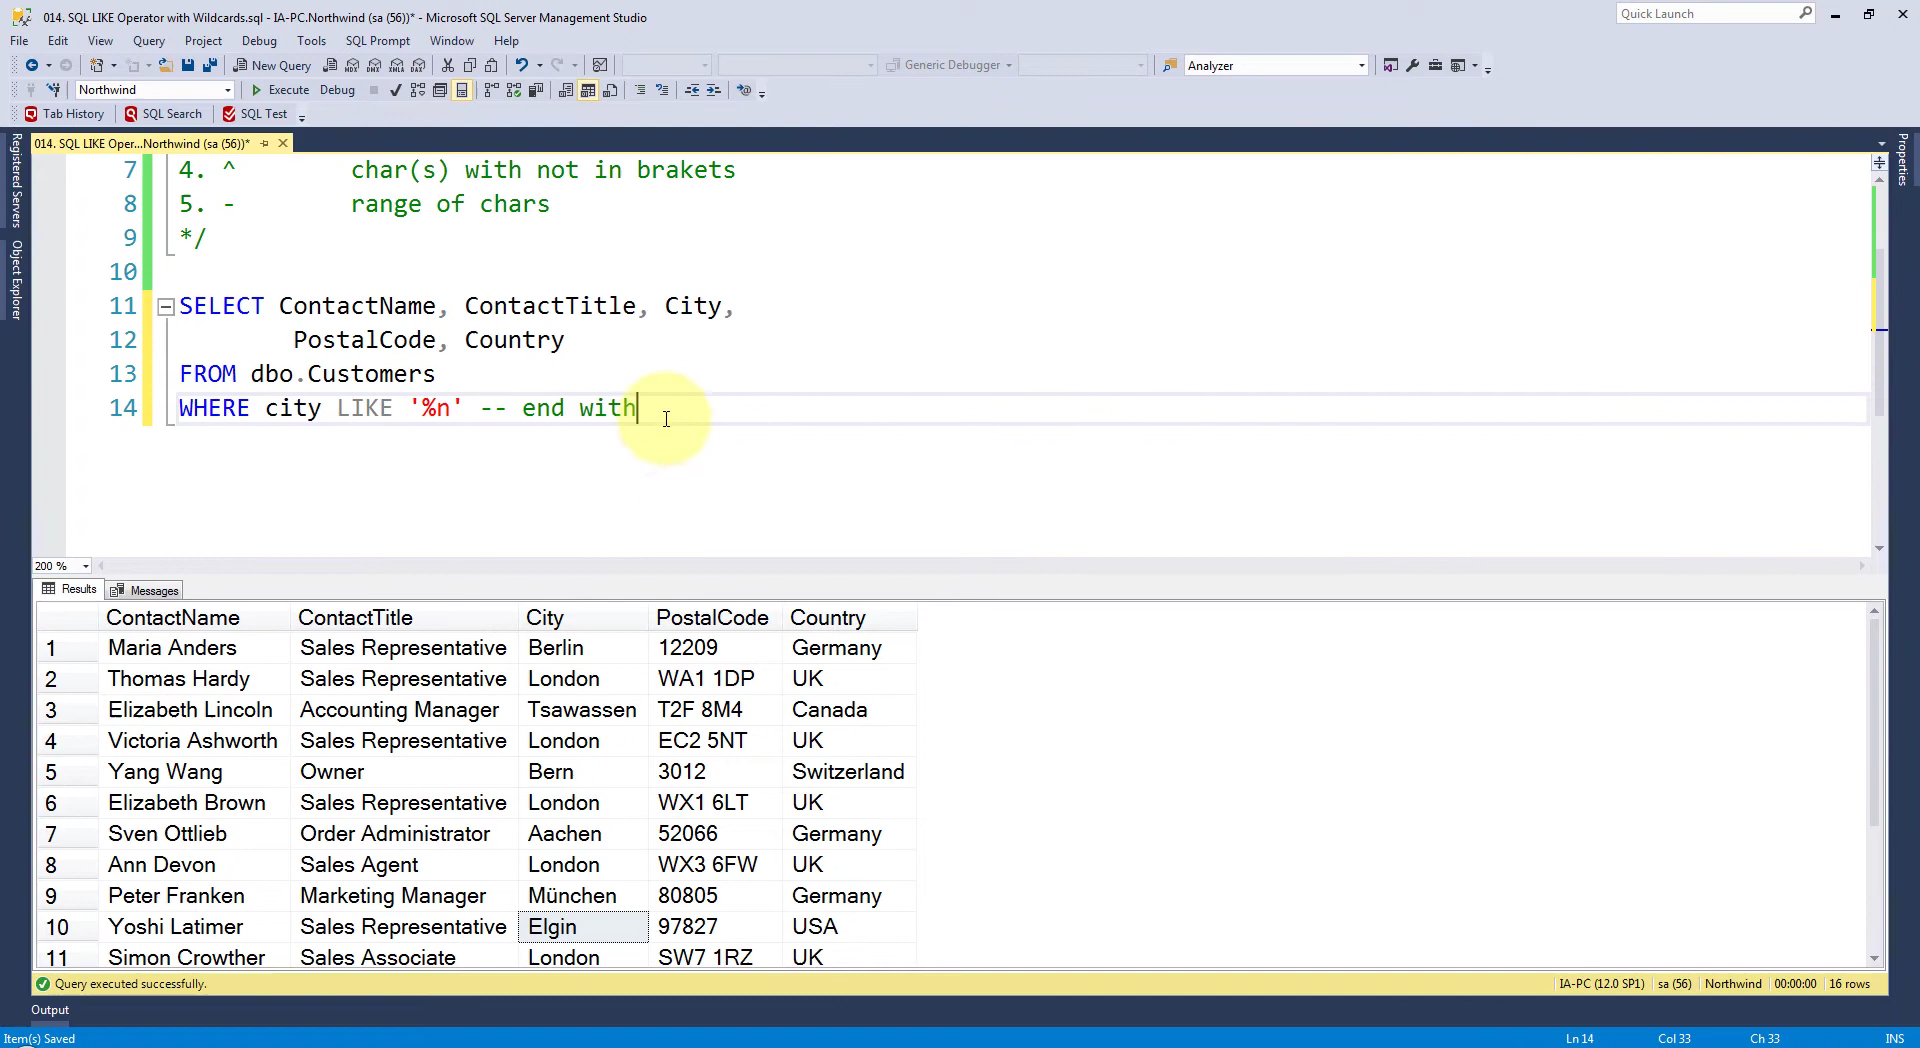 014. SQL LIKE Operator with Wildcards.sql - IA-PC.Northwind (sa (56))* - Microsoft SQL Server Management Studio
Quick Launch
File Edit View Query Project Debug Tools SQL Prompt Window Help
New Query MDX DMX XMLA DAX Generic Debugger Analyzer
Northwind Execute Debug
Tab History SQL Search SQL Test
014. SQL LIKE Oper...Northwind (sa (56))*
Registered Servers
Object Explorer
Properties
7 4. ^ char(s) with not in brakets
8 5. - range of chars
9 */
10
11 SELECT ContactName, ContactTitle, City,
12 PostalCode, Country
13 FROM dbo.Customers
14 WHERE city LIKE '%n' -- end with
200 %
Results Messages
ContactName ContactTitle City PostalCode Country
1 Maria Anders Sales Representative Berlin 12209 Germany
2 Thomas Hardy Sales Representative London WA1 1DP UK
3 Elizabeth Lincoln Accounting Manager Tsawassen T2F 8M4 Canada
4 Victoria Ashworth Sales Representative London EC2 5NT UK
5 Yang Wang Owner Bern 3012 Switzerland
6 Elizabeth Brown Sales Representative London WX1 6LT UK
7 Sven Ottlieb Order Administrator Aachen 52066 Germany
8 Ann Devon Sales Agent London WX3 6FW UK
9 Peter Franken Marketing Manager München 80805 Germany
10 Yoshi Latimer Sales Representative Elgin 97827 USA
11 Simon Crowther Sales Associate London SW7 1RZ UK
Query executed successfully. IA-PC (12.0 SP1) sa (56) Northwind 00:00:00 16 rows
Output
Item(s) Saved Ln 14 Col 33 Ch 33 INS